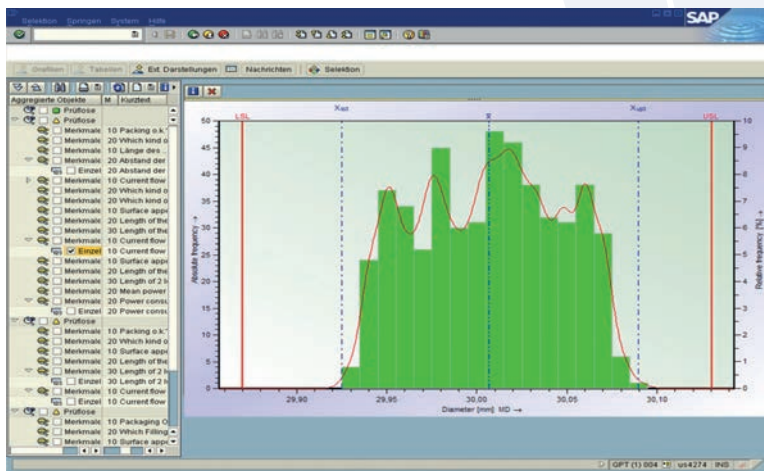 Selektion Springen System Hilfe
SAP
Grafiken Tabellen Ext. Darstellungen Nachrichten Selektion
Aggregierte Objekte M Kurztext
Prüflose
Prüflose
Merkmale 10 Packing o.k.
Merkmale 20 Which kind o
Merkmale 10 Länge des ..
Merkmale 20 Abstand der
Einzel 20 Abstand der
Merkmale 10 Current flow
Merkmale 20 Which kind o
Merkmale 20 Which kind o
Merkmale 10 Surface appe
Merkmale 20 Length of the
Merkmale 30 Length of the
Merkmale 10 Current flow
Einzel 10 Current flow
Merkmale 10 Surface appe
Merkmale 20 Length of the
Merkmale 30 Length of 2 l
Merkmale 20 Mean power
Merkmale 20 Power consu
Einzel 20 Power consu
Prüflose
Merkmale 10 Packing o.k.
Merkmale 20 Which kind o
Merkmale 10 Surface appe
Merkmale 20 Length of the
Merkmale 30 Length of 2 l
Einzel 30 Length of 2 l
Merkmale 10 Current flow
Einzel 10 Current flow
Prüflose
Merkmale 10 Packaging O
Merkmale 20 Which Filling
Merkmale 10 Surface appe
LSL USL
50 45 40 35 30 25 20 15 10 5 0
Absolute frequency →
10 9 8 7 6 5 4 3 2 1 0
Relative frequency [%] →
29,90 29,95 30,00 30,05 30,10
Diameter [mm] MD →
GPT (1) 004 us4274 INS